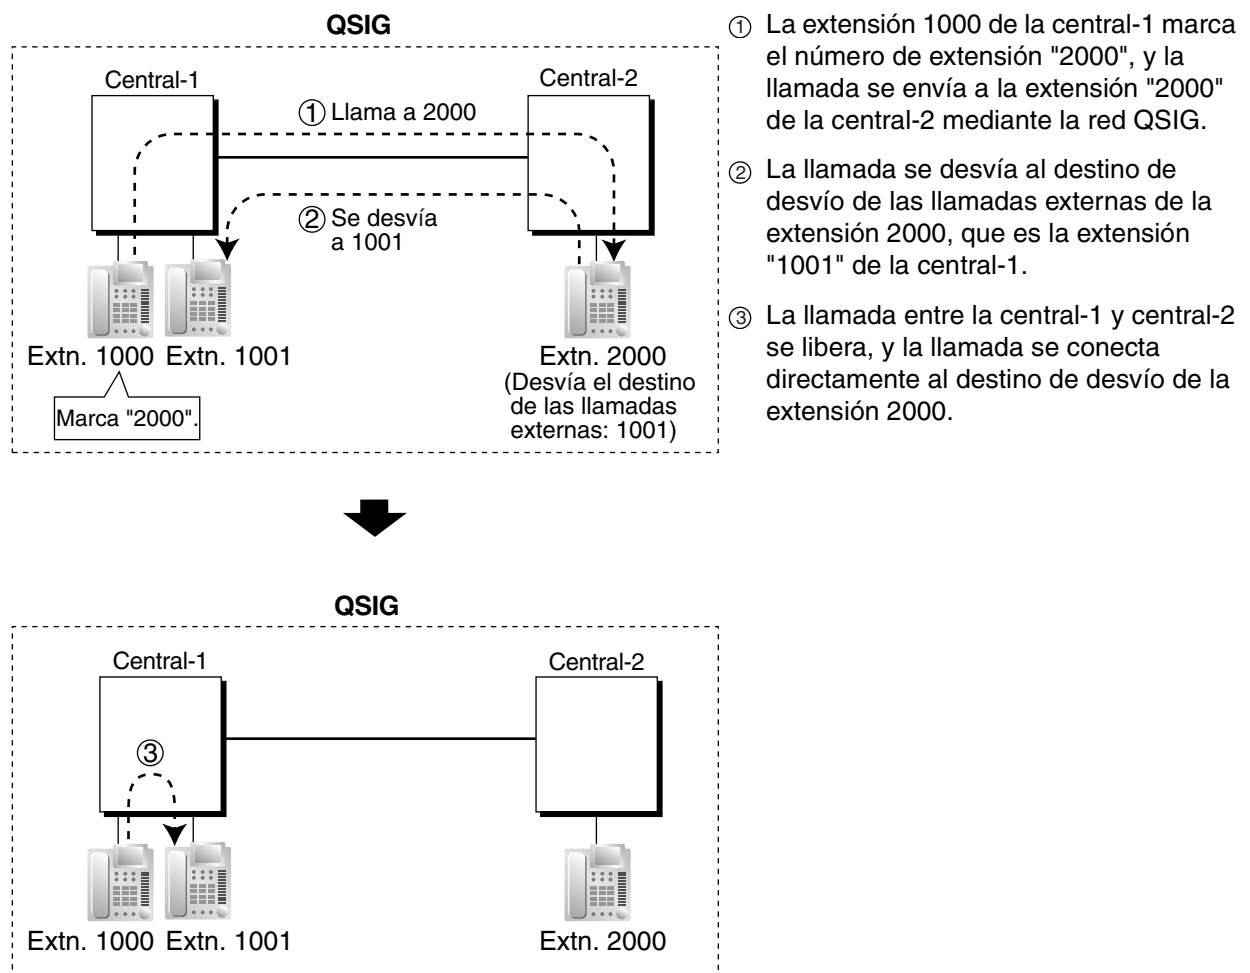 QSIG
Central-1
Central-2
① Llama a 2000
② Se desvía
a 1001
Extn. 1000
Extn. 1001
Extn. 2000
(Desvía el destino
de las llamadas
externas: 1001)
Marca "2000".
① La extensión 1000 de la central-1 marca
el número de extensión "2000", y la
llamada se envía a la extensión "2000"
de la central-2 mediante la red QSIG.
② La llamada se desvía al destino de
desvío de las llamadas externas de la
extensión 2000, que es la extensión
"1001" de la central-1.
③ La llamada entre la central-1 y central-2
se libera, y la llamada se conecta
directamente al destino de desvío de la
extensión 2000.
QSIG
Central-1
Central-2
③
Extn. 1000
Extn. 1001
Extn. 2000